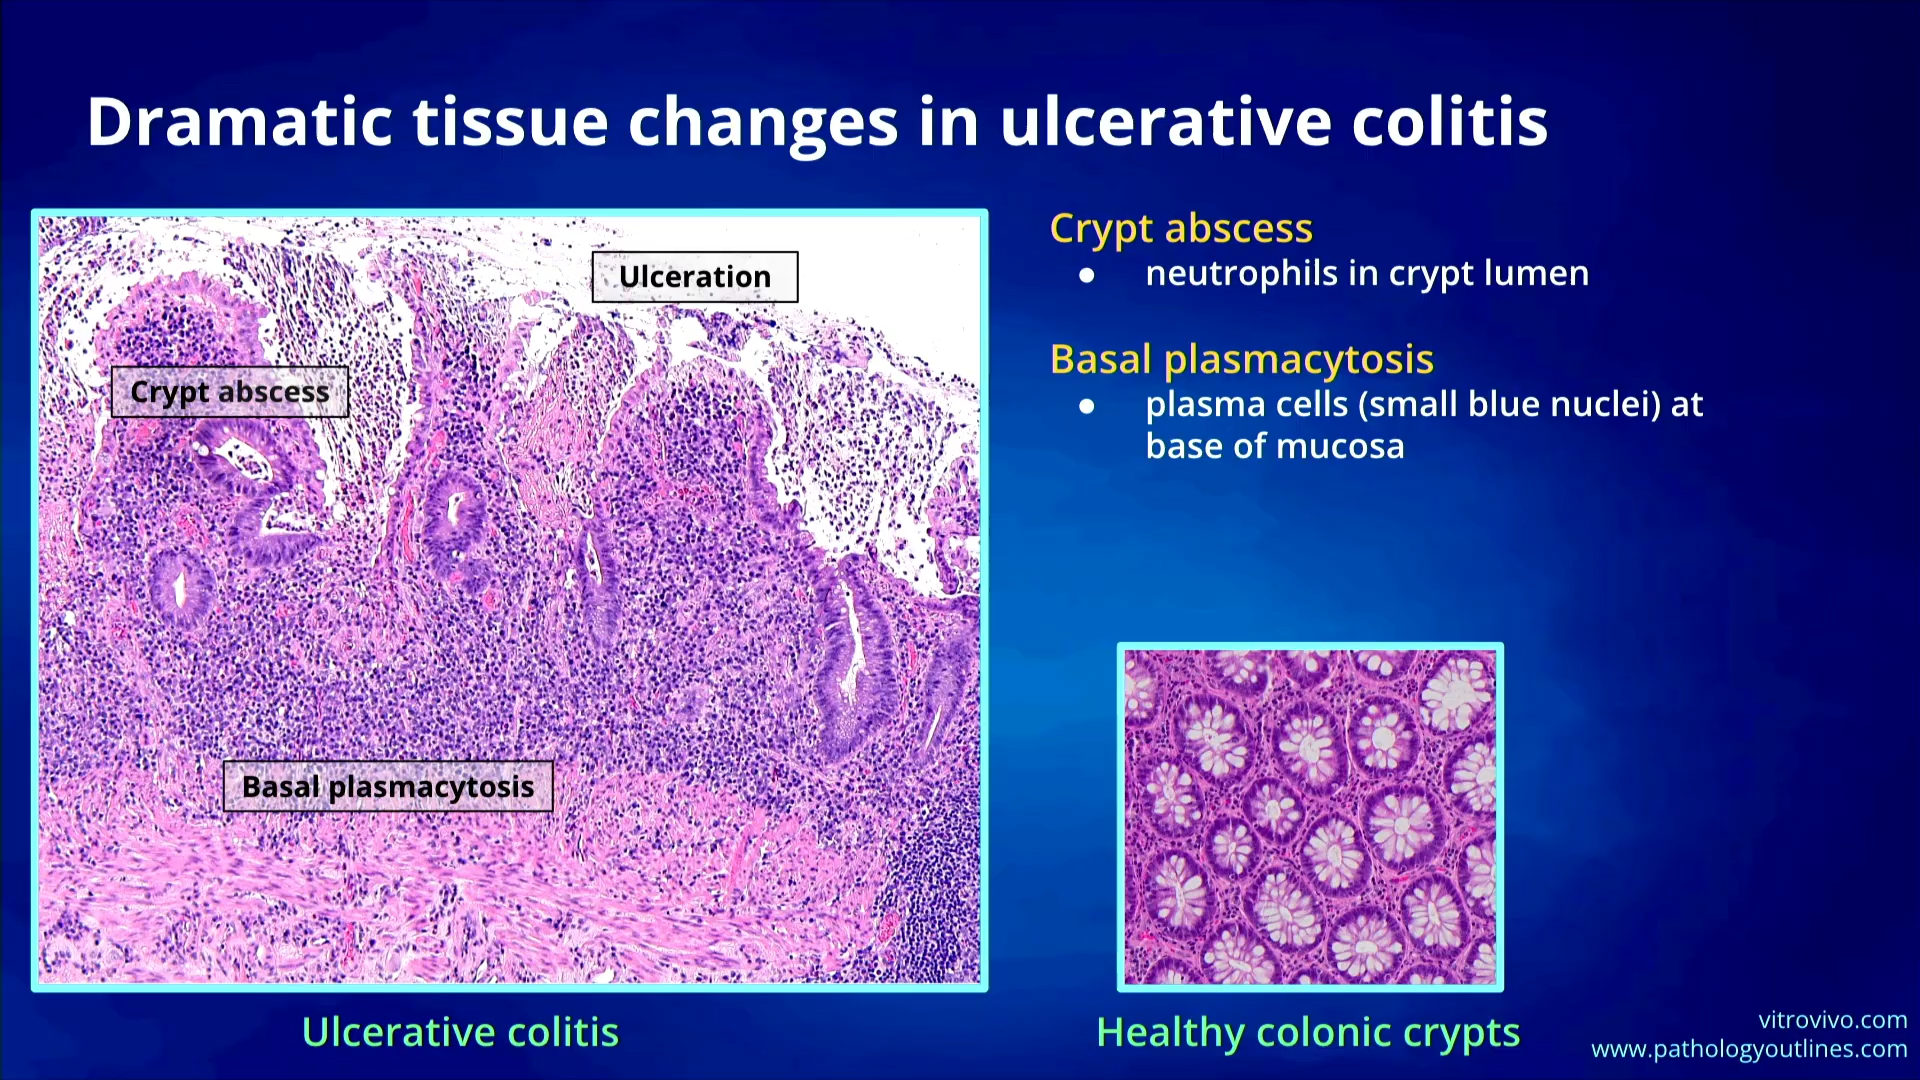 Dramatic tissue changes in ulcerative colitis
Ulceration
Crypt abscess
Basal plasmacytosis
Ulcerative colitis
Crypt abscess
● neutrophils in crypt lumen
Basal plasmacytosis
● plasma cells (small blue nuclei) at
base of mucosa
Healthy colonic crypts
vitrovivo.com
www.pathologyoutlines.com